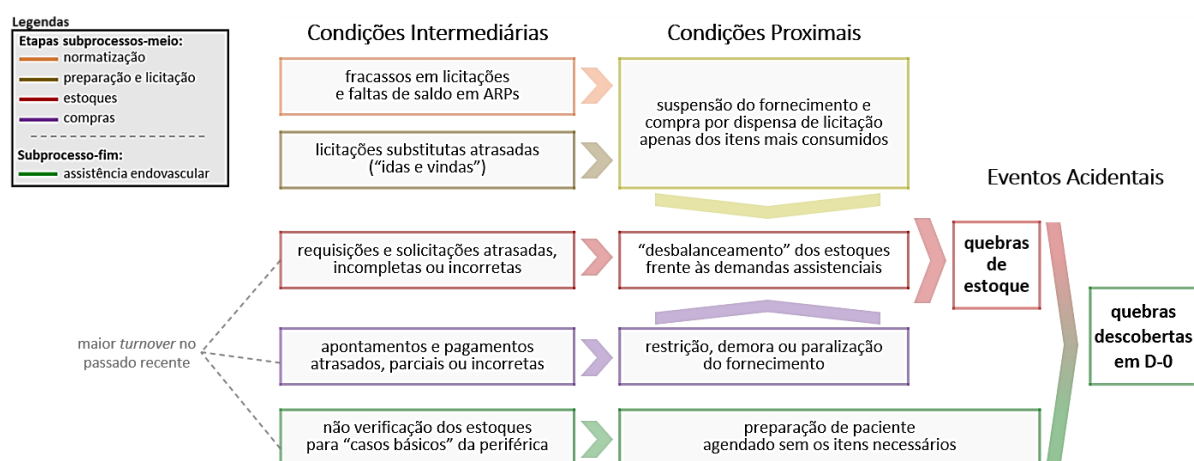 Legendas
Etapas subprocessos-meio:
normatização
preparação e licitação
estoques
compras
Subprocesso-fim:
assistência endovascular
Condições Intermediárias
Condições Proximais
fracassos em licitações
e faltas de saldo em ARPs
suspensão do fornecimento e
compra por dispensa de licitação
apenas dos itens mais consumidos
licitações substitutas atrasadas
(“idas e vindas”)
Eventos Acidentais
requisições e solicitações atrasadas,
incompletas ou incorretas
“desbalanceamento” dos estoques
frente às demandas assistenciais
quebras
de
estoque
quebras
descobertas
em D-0
maior turnover no
passado recente
apontamentos e pagamentos
atrasados, parciais ou incorretas
restrição, demora ou paralização
do fornecimento
não verificação dos estoques
para “casos básicos” da periférica
preparação de paciente
agendado sem os itens necessários